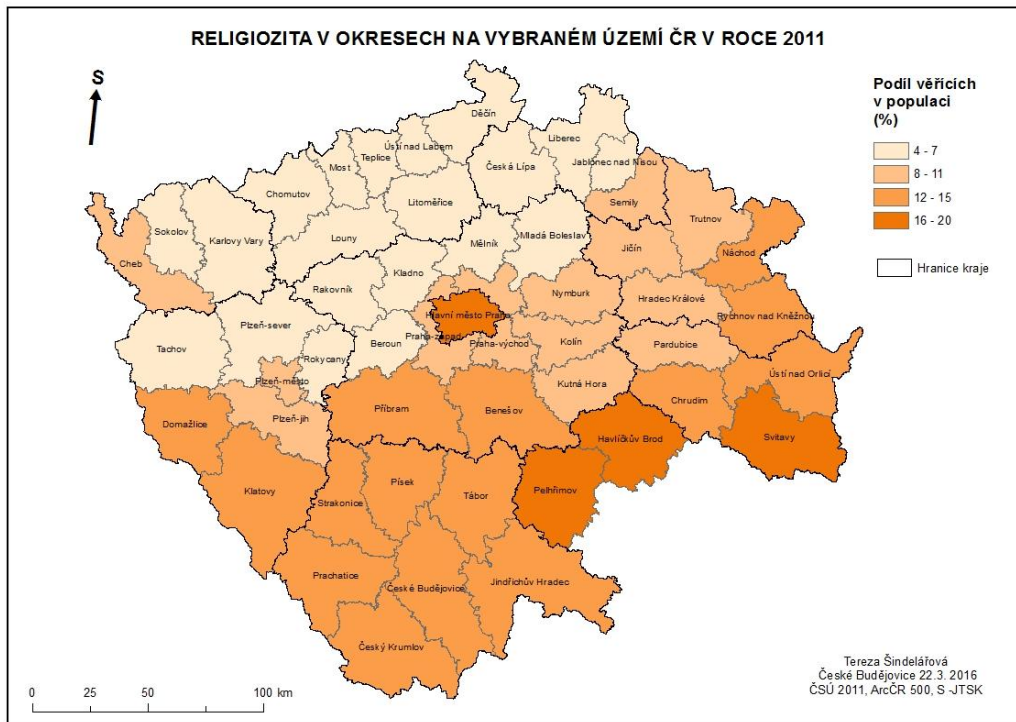 RELIGIOZITA V OKRESECH NA VYBRANÉM ÚZEMÍ ČR V ROCE 2011
S
Podíl věřících
v populaci
(%)
4 - 7
8 - 11
12 - 15
16 - 20
Hranice kraje
Děčín
Liberec
Ústí nad Labem
Teplice
Most
Česká Lípa
Jablonec nad Nisou
Chomutov
Litoměřice
Semily
Trutnov
Sokolov
Karlovy Vary
Louny
Mělník
Mladá Boleslav
Jičín
Náchod
Cheb
Kladno
Rakovník
Nymburk
Hradec Králové
Hlavní město Praha
Rychnov nad Kněžnou
Plzeň-sever
Praha-západ
Praha-východ
Kolín
Pardubice
Tachov
Rokycany
Beroun
Ústí nad Orlicí
Plzeň-město
Kutná Hora
Chrudim
Domažlice
Plzeň-jih
Příbram
Benešov
Havlíčkův Brod
Svitavy
Klatovy
Písek
Pelhřimov
Tábor
Strakonice
Prachatice
České Budějovice
Jindřichův Hradec
Český Krumlov
Tereza Šindelářová
České Budějovice 22.3. 2016
ČSÚ 2011, ArcČR 500, S -JTSK
0 25 50 100 km